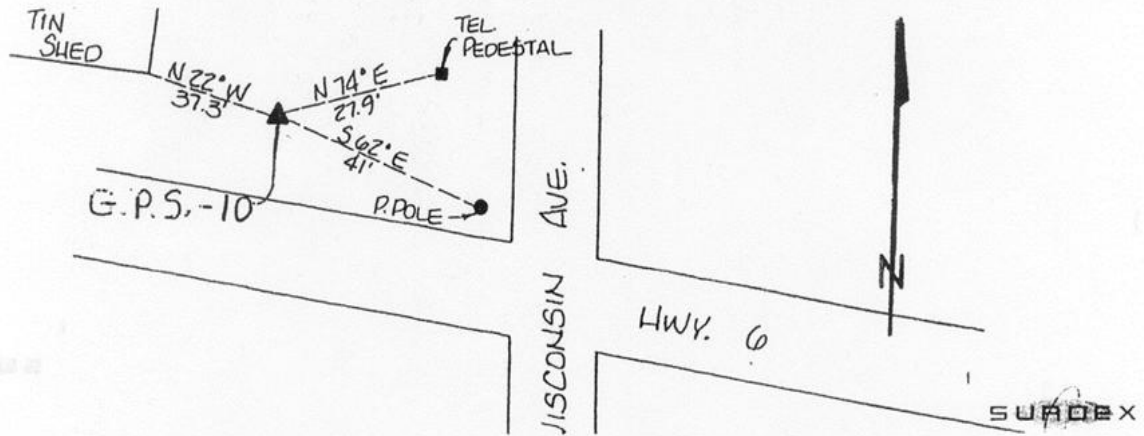 TIN
SHED
TEL
PEDESTAL
N 22° W
37.3'
N 74° E
27.9'
S 62° E
41'
G.P.S.-10
P.POLE
WISCONSIN AVE.
HWY. 6
N
SURDEX